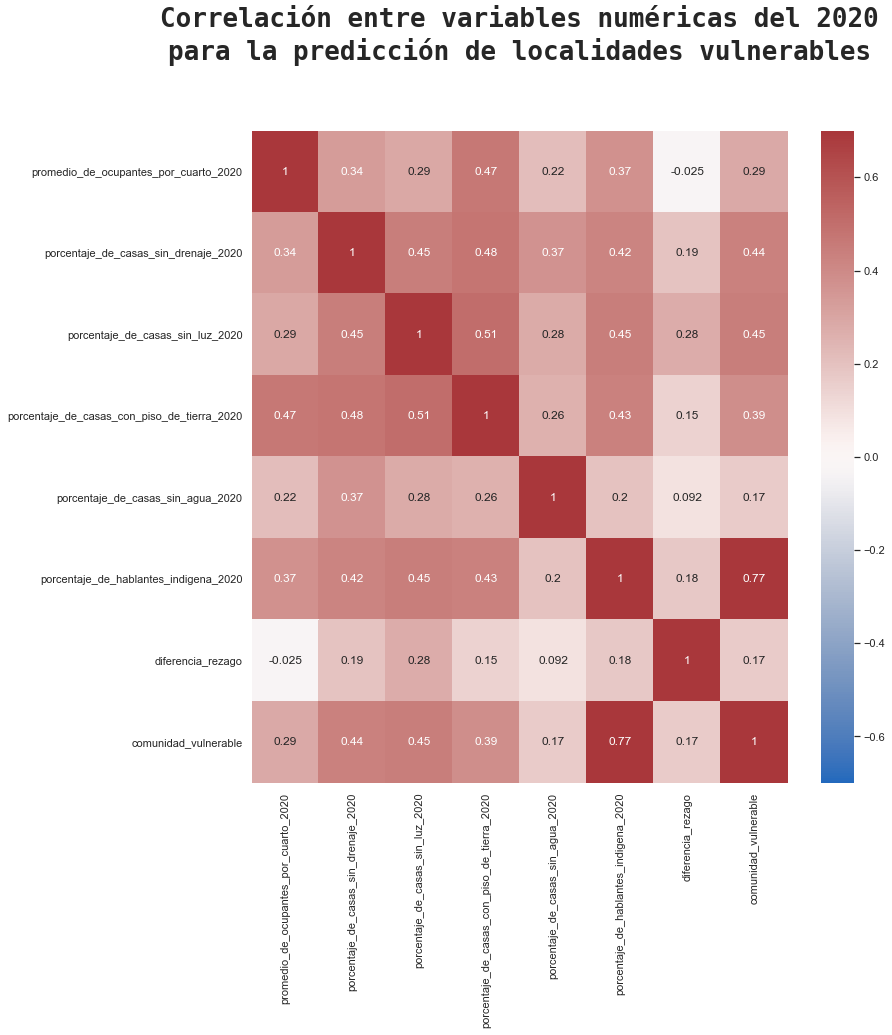 Correlación entre variables numéricas del 2020
para la predicción de localidades vulnerables
promedio_de_ocupantes_por_cuarto_2020 1 0.34 0.29 0.47 0.22 0.37 -0.025 0.29
porcentaje_de_casas_sin_drenaje_2020 0.34 1 0.45 0.48 0.37 0.42 0.19 0.44
porcentaje_de_casas_sin_luz_2020 0.29 0.45 1 0.51 0.28 0.45 0.28 0.45
porcentaje_de_casas_con_piso_de_tierra_2020 0.47 0.48 0.51 1 0.26 0.43 0.15 0.39
porcentaje_de_casas_sin_agua_2020 0.22 0.37 0.28 0.26 1 0.2 0.092 0.17
porcentaje_de_hablantes_indigena_2020 0.37 0.42 0.45 0.43 0.2 1 0.18 0.77
diferencia_rezago -0.025 0.19 0.28 0.15 0.092 0.18 1 0.17
comunidad_vulnerable 0.29 0.44 0.45 0.39 0.17 0.77 0.17 1
promedio_de_ocupantes_por_cuarto_2020
porcentaje_de_casas_sin_drenaje_2020
porcentaje_de_casas_sin_luz_2020
porcentaje_de_casas_con_piso_de_tierra_2020
porcentaje_de_casas_sin_agua_2020
porcentaje_de_hablantes_indigena_2020
diferencia_rezago
comunidad_vulnerable
0.6
0.4
0.2
0.0
−0.2
−0.4
−0.6